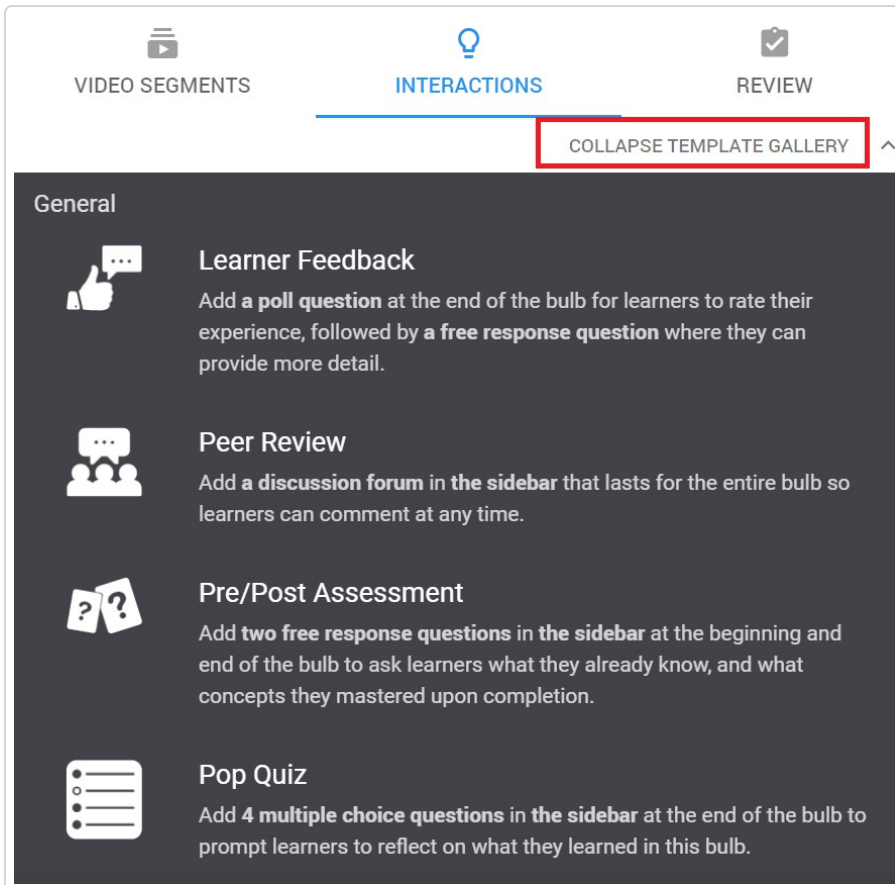 VIDEO SEGMENTS
INTERACTIONS
REVIEW
COLLAPSE TEMPLATE GALLERY
General
Learner Feedback
Add a poll question at the end of the bulb for learners to rate their
experience, followed by a free response question where they can
provide more detail.
Peer Review
Add a discussion forum in the sidebar that lasts for the entire bulb so
learners can comment at any time.
? ?
Pre/Post Assessment
Add two free response questions in the sidebar at the beginning and
end of the bulb to ask learners what they already know, and what
concepts they mastered upon completion.
Pop Quiz
Add 4 multiple choice questions in the sidebar at the end of the bulb to
prompt learners to reflect on what they learned in this bulb.